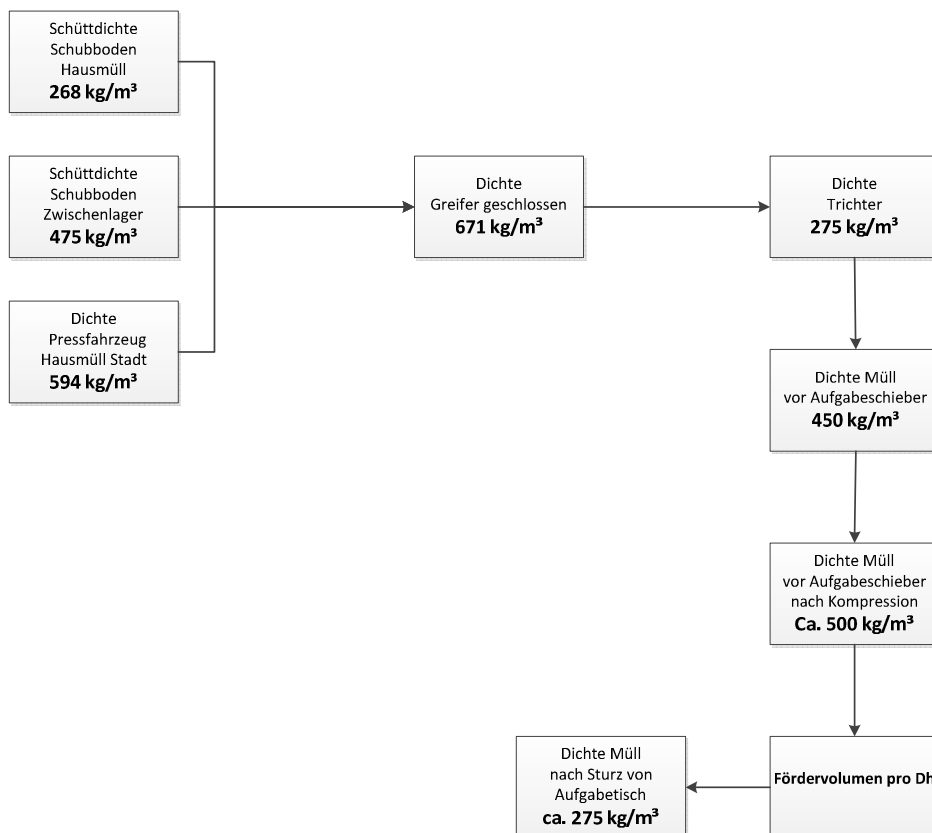 Schüttdichte
Schubboden
Hausmüll
268 kg/m³
Schüttdichte
Schubboden
Zwischenlager
475 kg/m³
Dichte
Pressfahrzeug
Hausmüll Stadt
594 kg/m³
Dichte
Greifer geschlossen
671 kg/m³
Dichte
Trichter
275 kg/m³
Dichte Müll
vor Aufgabeschieber
450 kg/m³
Dichte Müll
vor Aufgabeschieber
nach Kompression
Ca. 500 kg/m³
Fördervolumen pro
Dichte Müll
nach Sturz von
Aufgabetisch
ca. 275 kg/m³